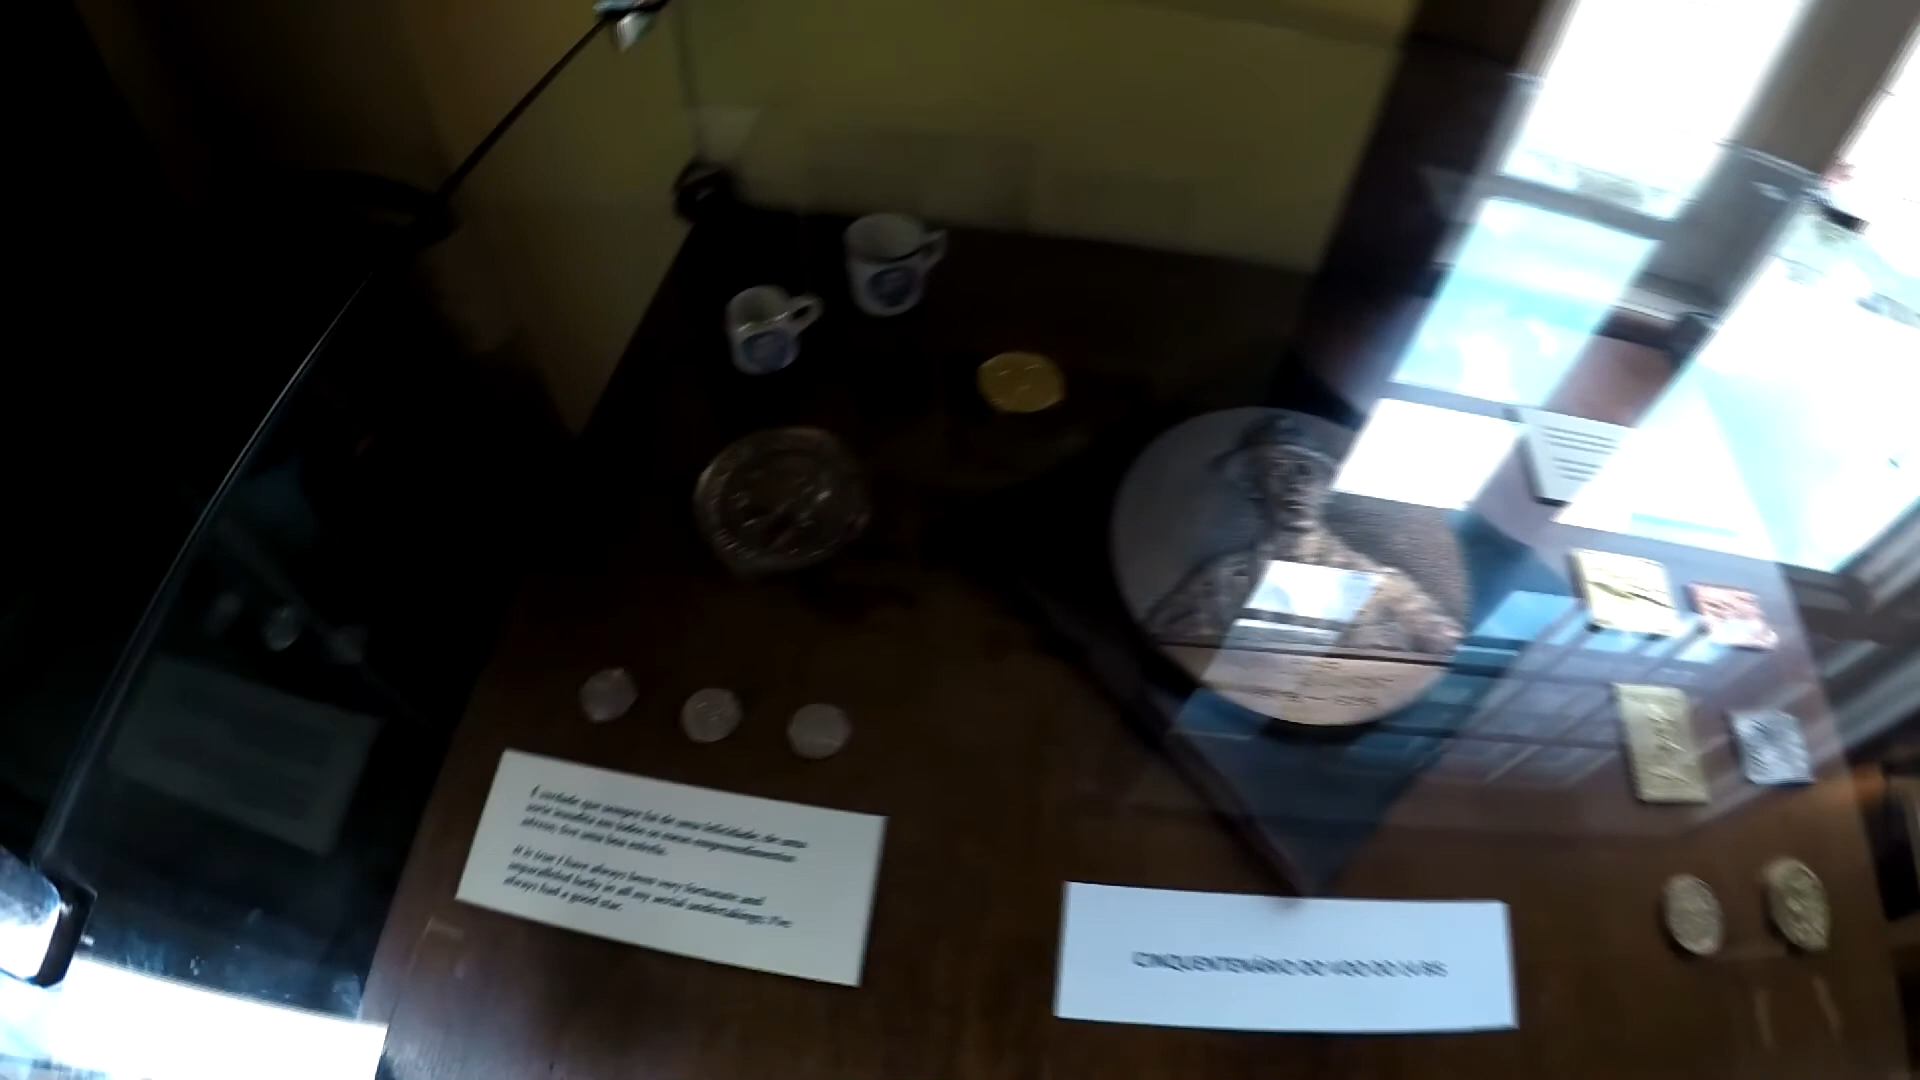 É verdade que sempre fui de uma felicidade, de uma
sorte inaudita em todos os meus empreendimentos
aéreos; tive uma boa estrela.
It is true I have always been very fortunate and
unparalleled lucky in all my aerial undertakings; I've
always had a good star.
CINQUENTENÁRIO DO VOO DO 14 BIS